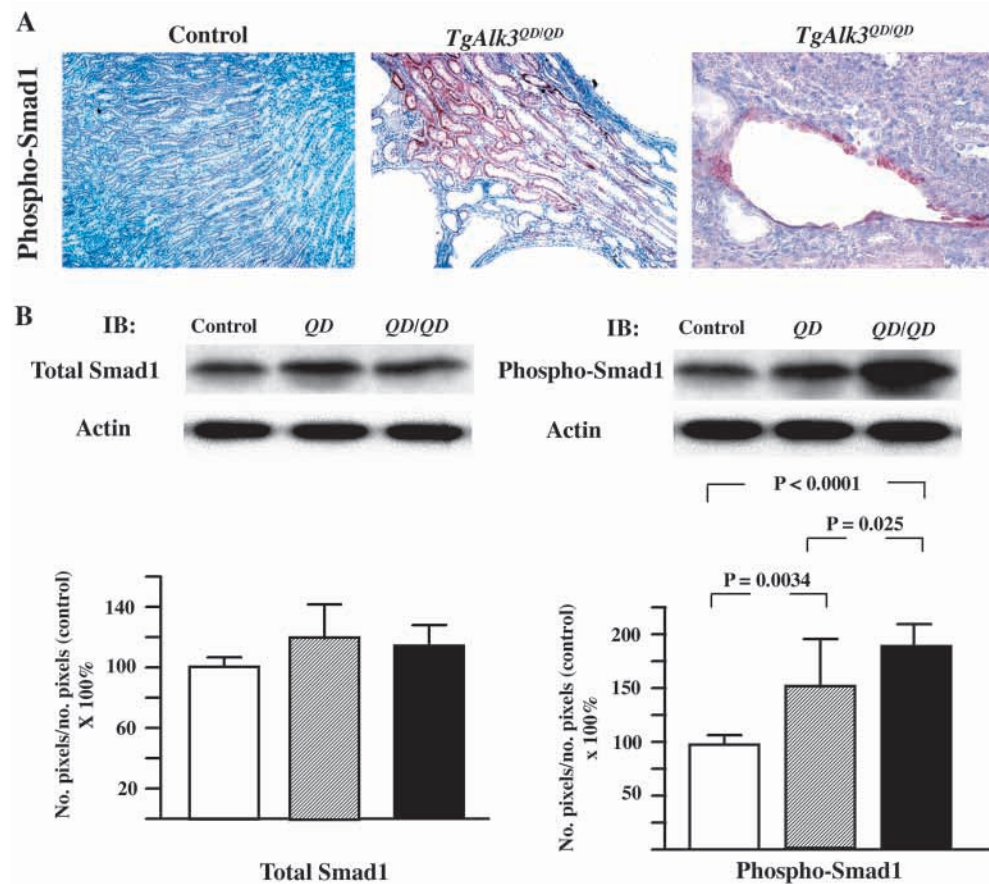 A
Control
TgAlk3QD/QD
TgAlk3QD/QD
Phospho-Smad1
B
IB:
Control
QD
QD/QD
Total Smad1
Actin
No. pixels/no. pixels (control)
X 100%
140
100
60
20
Total Smad1
IB:
Control
QD
QD/QD
Phospho-Smad1
Actin
P < 0.0001
P = 0.025
P = 0.0034
No. pixels/no. pixels (control)
x 100%
200
150
100
50
Phospho-Smad1